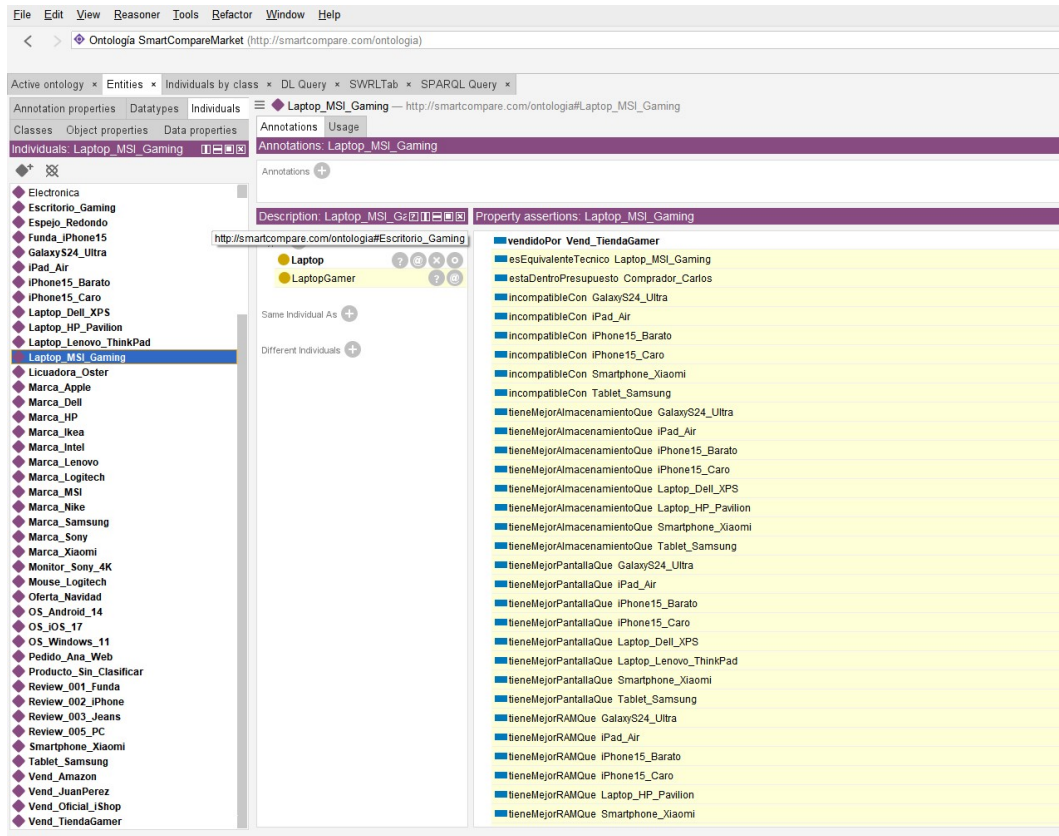 File Edit View Reasoner Tools Refactor Window Help
< > Ontología SmartCompareMarket (http://smartcompare.com/ontologia)
Active ontology × Entities × Individuals by class × DL Query × SWRLTab × SPARQL Query ×
Annotation properties Datatypes Individuals
Classes Object properties Data properties
Individuals: Laptop_MSI_Gaming
Electronica
Escritorio_Gaming
Espejo_Redondo
Funda_iPhone15
GalaxyS24_Ultra
iPad_Air
iPhone15_Barato
iPhone15_Caro
Laptop_Dell_XPS
Laptop_HP_Pavilion
Laptop_Lenovo_ThinkPad
Laptop_MSI_Gaming
Licuadora_Oster
Marca_Apple
Marca_Dell
Marca_HP
Marca_Ikea
Marca_Intel
Marca_Lenovo
Marca_Logitech
Marca_MSI
Marca_Nike
Marca_Samsung
Marca_Sony
Marca_Xiaomi
Monitor_Sony_4K
Mouse_Logitech
Oferta_Navidad
OS_Android_14
OS_iOS_17
OS_Windows_11
Pedido_Ana_Web
Producto_Sin_Clasificar
Review_001_Funda
Review_002_iPhone
Review_003_Jeans
Review_005_PC
Smartphone_Xiaomi
Tablet_Samsung
Vend_Amazon
Vend_JuanPerez
Vend_Oficial_iShop
Vend_TiendaGamer
Laptop_MSI_Gaming — http://smartcompare.com/ontologia#Laptop_MSI_Gaming
Annotations Usage
Annotations: Laptop_MSI_Gaming
Annotations
Description: Laptop_MSI_Ga
http://smartcompare.com/ontologia#Escritorio_Gaming
Laptop
LaptopGamer
Same Individual As
Different Individuals
Property assertions: Laptop_MSI_Gaming
vendidoPor Vend_TiendaGamer
esEquivalenteTecnico Laptop_MSI_Gaming
estaDentroPresupuesto Comprador_Carlos
incompatibleCon GalaxyS24_Ultra
incompatibleCon iPad_Air
incompatibleCon iPhone15_Barato
incompatibleCon iPhone15_Caro
incompatibleCon Smartphone_Xiaomi
incompatibleCon Tablet_Samsung
tieneMejorAlmacenamientoQue GalaxyS24_Ultra
tieneMejorAlmacenamientoQue iPad_Air
tieneMejorAlmacenamientoQue iPhone15_Barato
tieneMejorAlmacenamientoQue iPhone15_Caro
tieneMejorAlmacenamientoQue Laptop_Dell_XPS
tieneMejorAlmacenamientoQue Laptop_HP_Pavilion
tieneMejorAlmacenamientoQue Smartphone_Xiaomi
tieneMejorAlmacenamientoQue Tablet_Samsung
tieneMejorPantallaQue GalaxyS24_Ultra
tieneMejorPantallaQue iPad_Air
tieneMejorPantallaQue iPhone15_Barato
tieneMejorPantallaQue iPhone15_Caro
tieneMejorPantallaQue Laptop_Dell_XPS
tieneMejorPantallaQue Laptop_Lenovo_ThinkPad
tieneMejorPantallaQue Smartphone_Xiaomi
tieneMejorPantallaQue Tablet_Samsung
tieneMejorRAMQue GalaxyS24_Ultra
tieneMejorRAMQue iPad_Air
tieneMejorRAMQue iPhone15_Barato
tieneMejorRAMQue iPhone15_Caro
tieneMejorRAMQue Laptop_HP_Pavilion
tieneMejorRAMQue Smartphone_Xiaomi